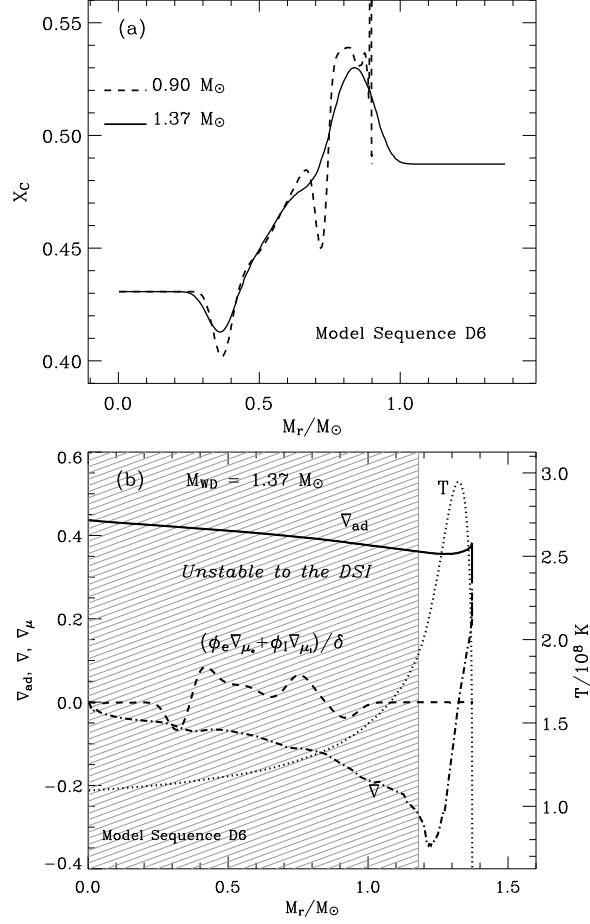 0.55
(a)
0.90 M☉
1.37 M☉
0.50
X_C
0.45
0.40
Model Sequence D6
0.0 0.5 1.0
M_r/M☉
0.6
(b)
M_WD = 1.37 M☉
T
3.0
∇_ad
0.4
2.5
Unstable to the DSI
0.2
(φ_e∇_μe+φ_I∇_μI)/δ
2.0
∇_ad, ∇, ∇_μ
T/10⁸ K
0.0
1.5
-0.2
∇
1.0
Model Sequence D6
-0.4
0.0 0.5 1.0 1.5
M_r/M☉